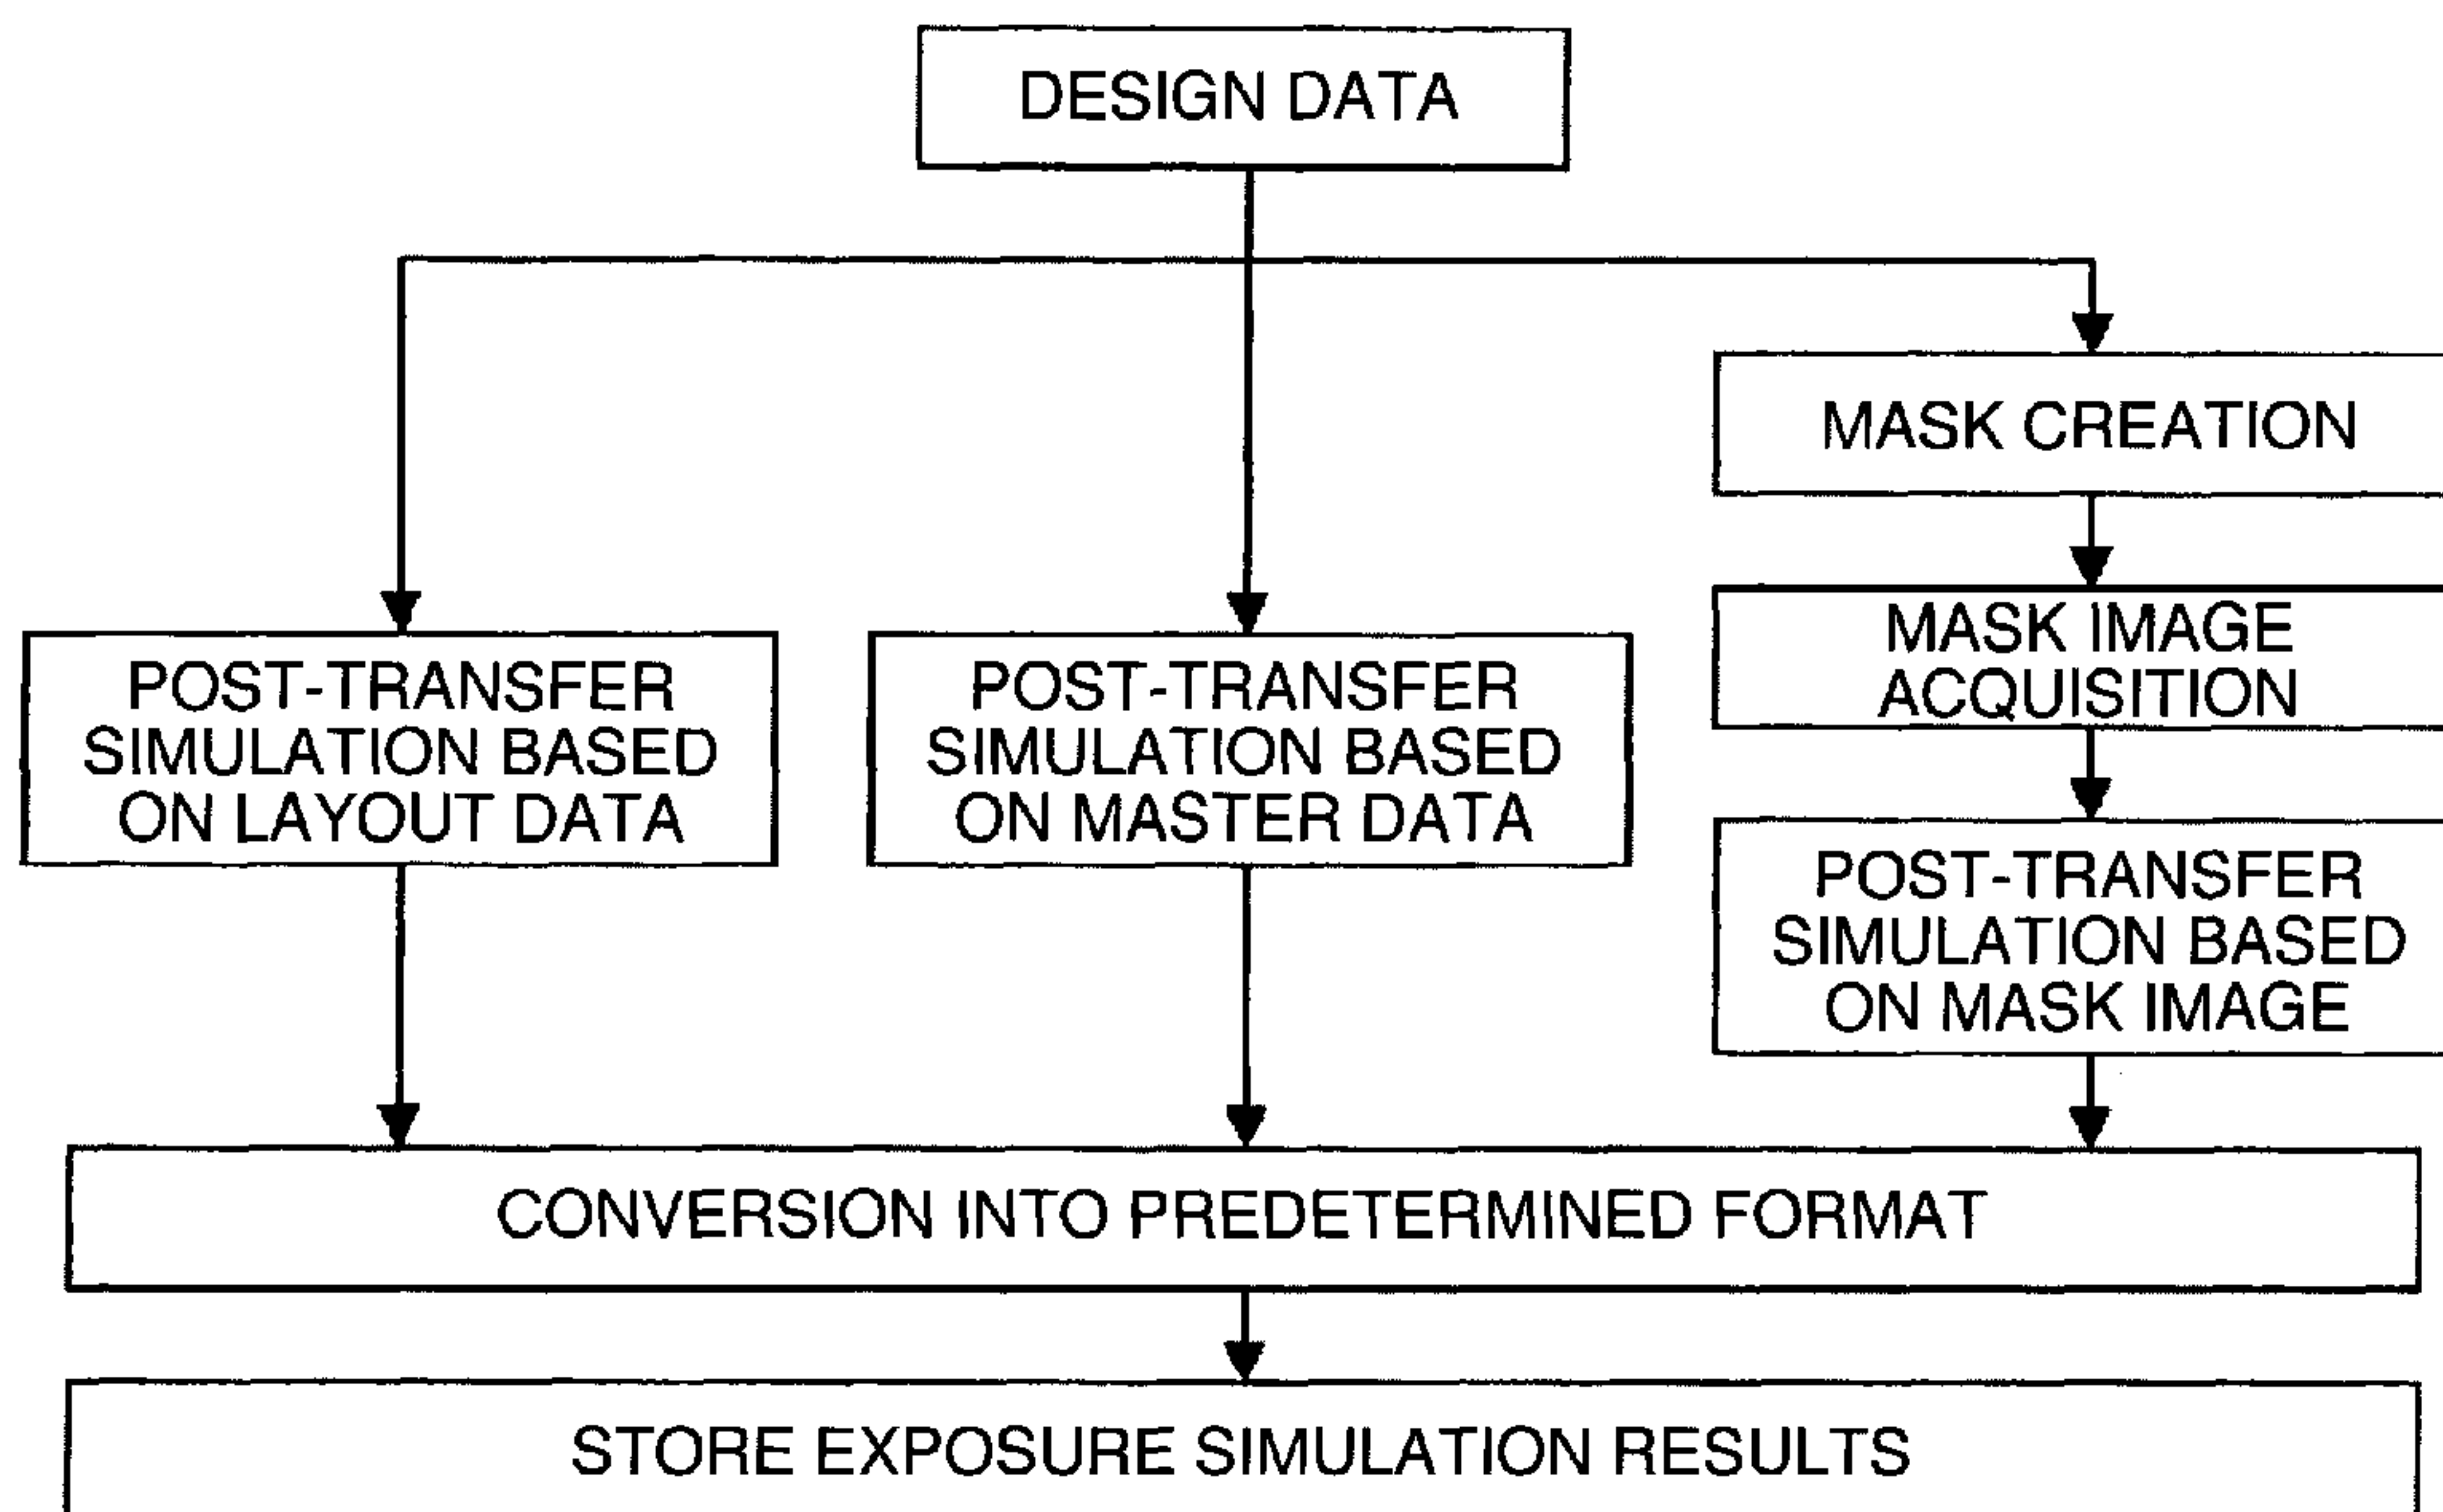 DESIGN DATA
MASK CREATION
MASK IMAGE
ACQUISITION
POST-TRANSFER
SIMULATION BASED
ON LAYOUT DATA
POST-TRANSFER
SIMULATION BASED
ON MASTER DATA
POST-TRANSFER
SIMULATION BASED
ON MASK IMAGE
CONVERSION INTO PREDETERMINED FORMAT
STORE EXPOSURE SIMULATION RESULTS